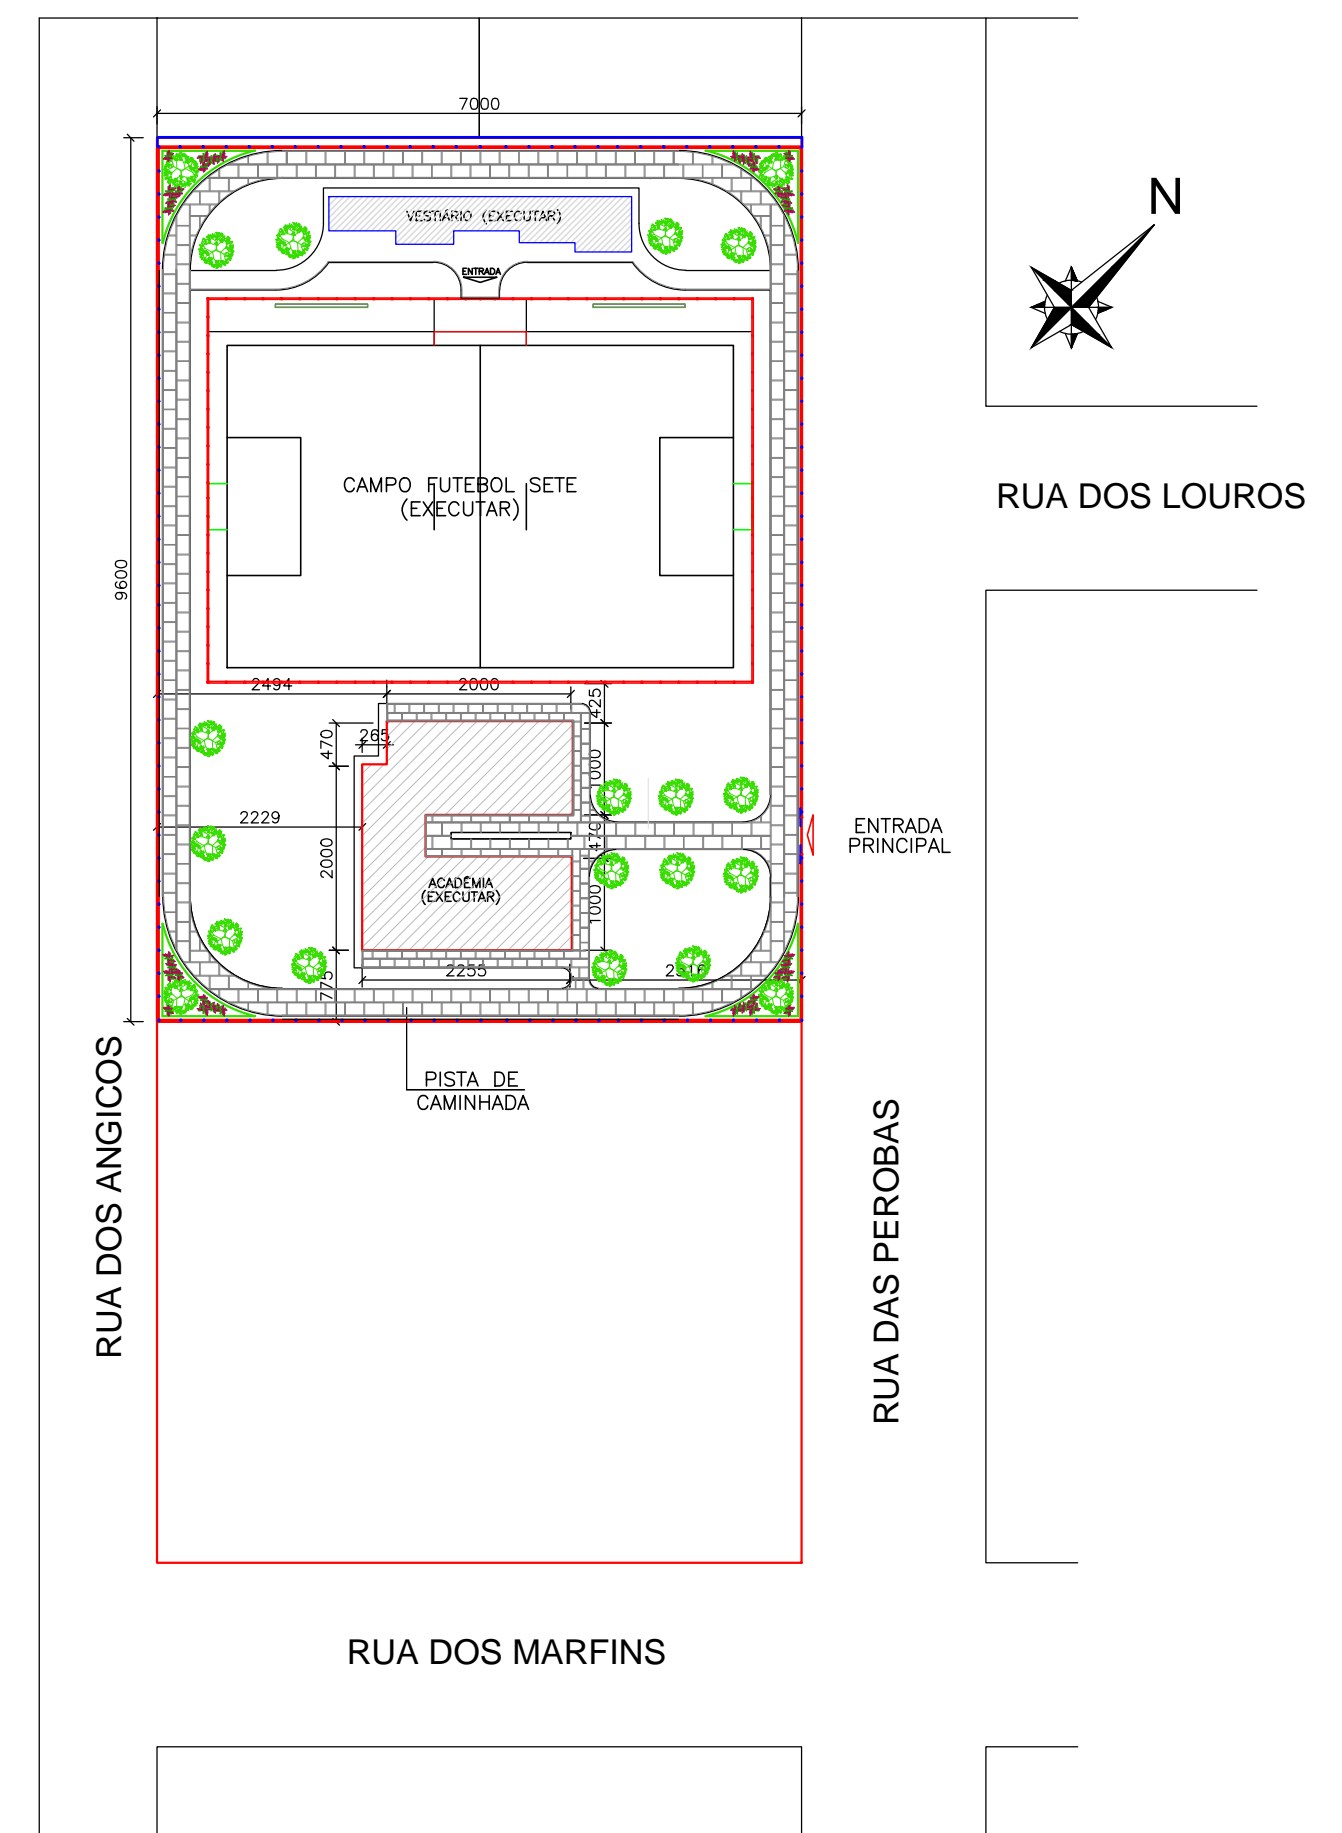 7000
N
VESTIÁRIO (EXECUTAR)
ENTRADA
CAMPO FUTEBOL SETE
(EXECUTAR)
RUA DOS LOUROS
9600
2494
2000
425
470
265
1000
2229
2000
470
ENTRADA
PRINCIPAL
ACADÊMIA
(EXECUTAR)
1000
775
2255
2516
PISTA DE
CAMINHADA
RUA DOS ANGICOS
RUA DAS PEROBAS
RUA DOS MARFINS